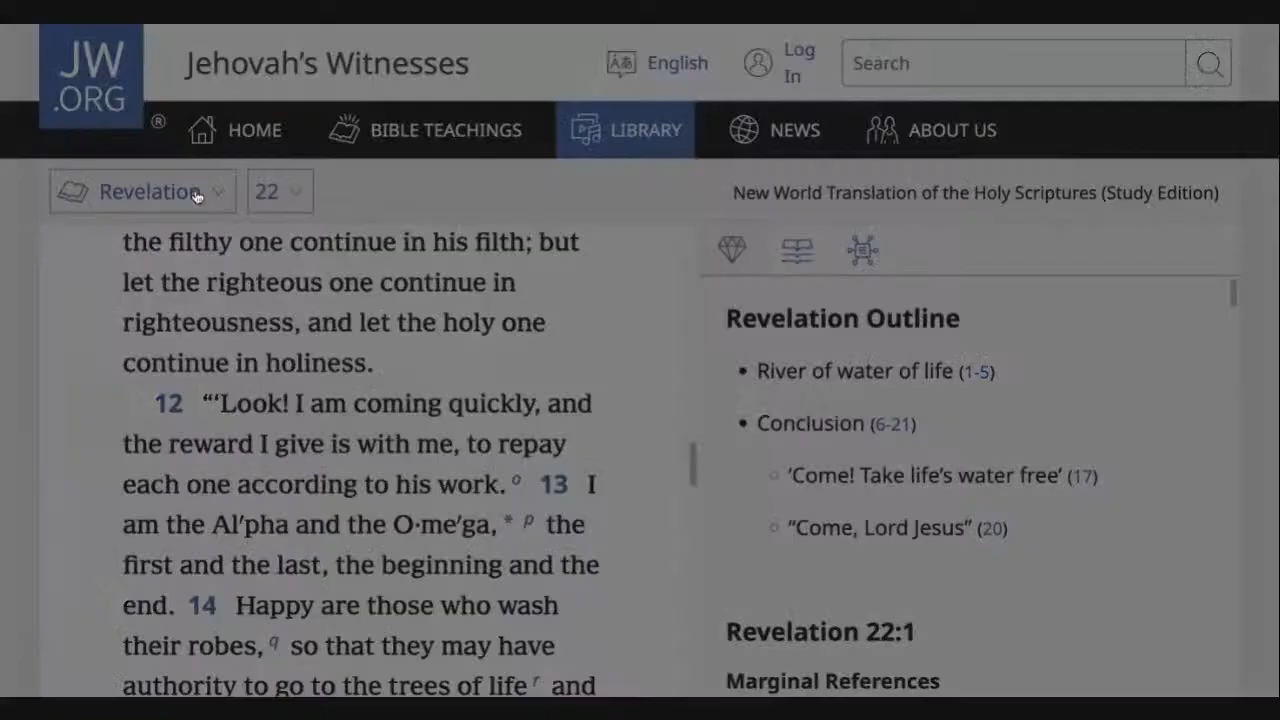 JW
.ORG
®
Jehovah's Witnesses
English
Log
In
Search
HOME
BIBLE TEACHINGS
LIBRARY
NEWS
ABOUT US
Revelation
22
New World Translation of the Holy Scriptures (Study Edition)
the filthy one continue in his filth; but
let the righteous one continue in
righteousness, and let the holy one
continue in holiness.
12 “‘Look! I am coming quickly, and
the reward I give is with me, to repay
each one according to his work. o 13 I
am the Alʹpha and the O·meʹga, * p the
first and the last, the beginning and the
end. 14 Happy are those who wash
their robes, q so that they may have
authority to go to the trees of life r and
Revelation Outline
• River of water of life (1-5)
• Conclusion (6-21)
○ ‘Come! Take life’s water free’ (17)
○ “Come, Lord Jesus” (20)
Revelation 22:1
Marginal References